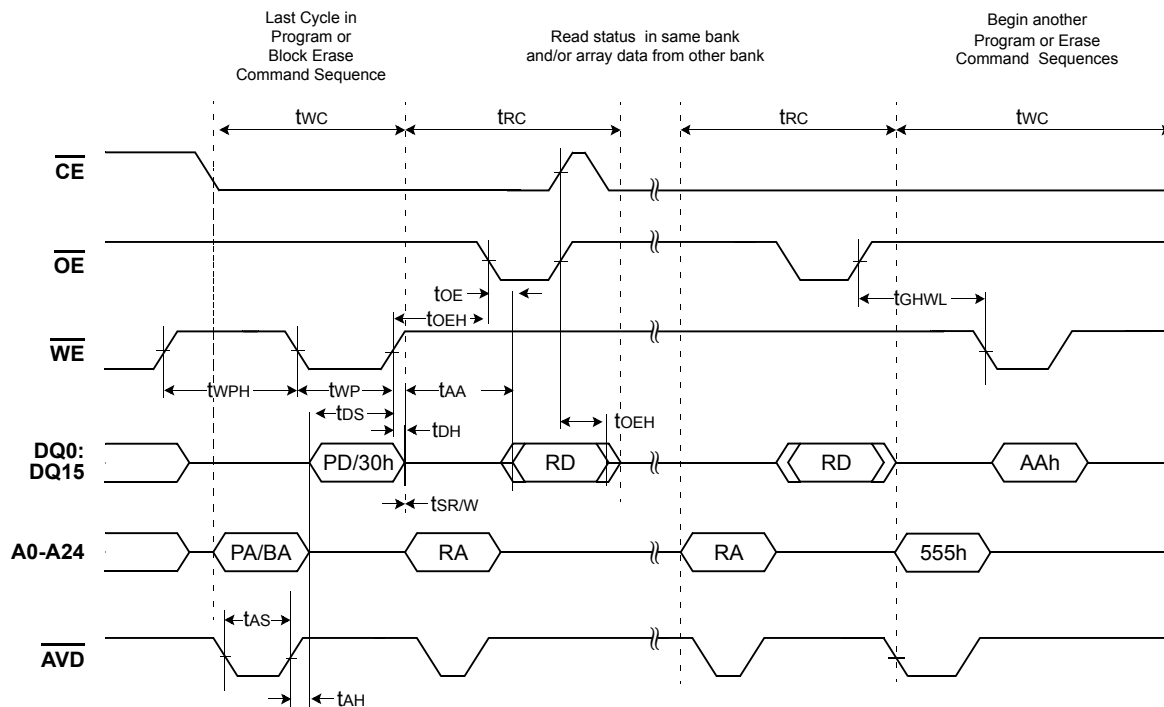 Last Cycle in
Program or
Block Erase
Command Sequence
Read status in same bank
and/or array data from other bank
Begin another
Program or Erase
Command Sequences
tWC
tRC
tRC
tWC
CE
OE
tOE
tOEH
tGHWL
WE
tWPH
tWP
tAA
tDS
tOEH
tDH
DQ0:
DQ15
PD/30h
RD
RD
AAh
tSR/W
A0-A24
PA/BA
RA
RA
555h
tAS
AVD
tAH